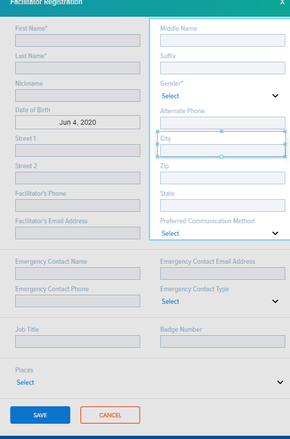 Facilitator Registration X
First Name* Middle Name
Last Name* Suffix
Nickname Gender*
Select
Date of Birth Alternate Phone
Jun 4, 2020
Street 1 City
Street 2 Zip
Facilitator's Phone State
Facilitator's Email Address Preferred Communication Method
Select
Emergency Contact Name Emergency Contact Email Address
Emergency Contact Phone Emergency Contact Type
Select
Job Title Badge Number
Places
Select
SAVE CANCEL